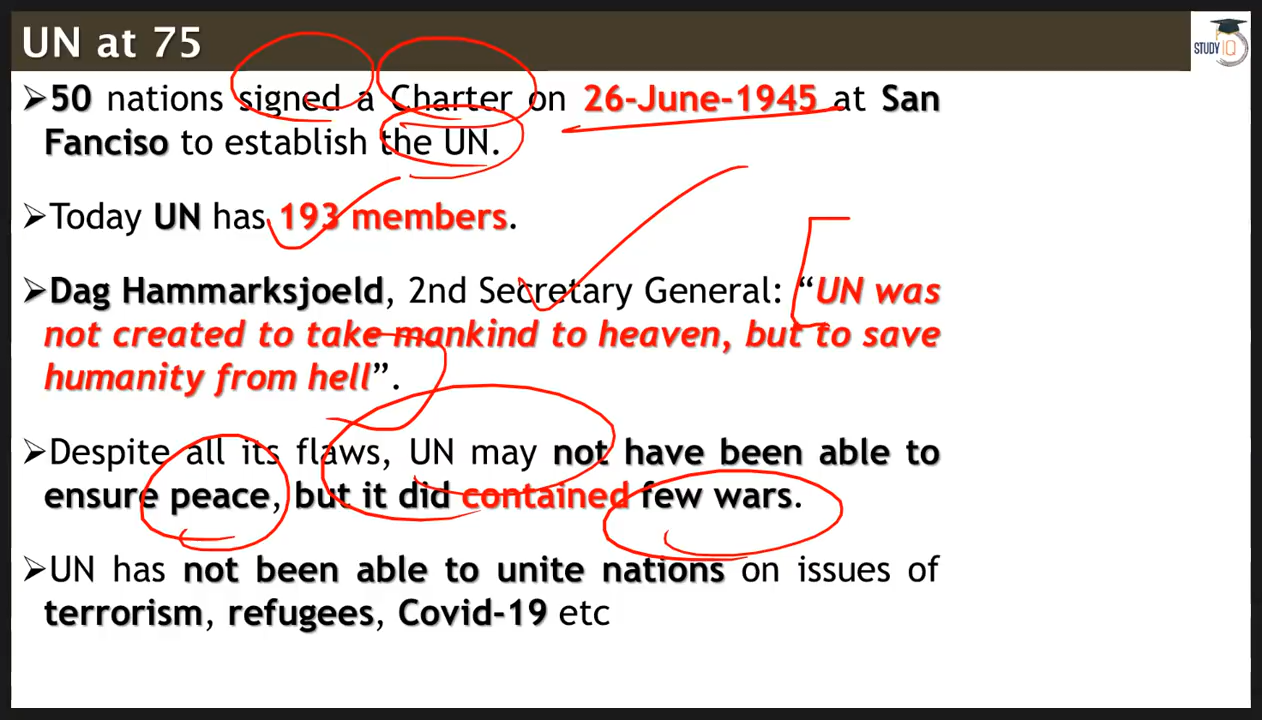 UN at 75
STUDY IQ
➢50 nations signed a Charter on 26-June-1945 at San
Fanciso to establish the UN.
➢Today UN has 193 members.
➢Dag Hammarksjoeld, 2nd Secretary General: “UN was
not created to take mankind to heaven, but to save
humanity from hell”.
➢Despite all its flaws, UN may not have been able to
ensure peace, but it did contained few wars.
➢UN has not been able to unite nations on issues of
terrorism, refugees, Covid-19 etc